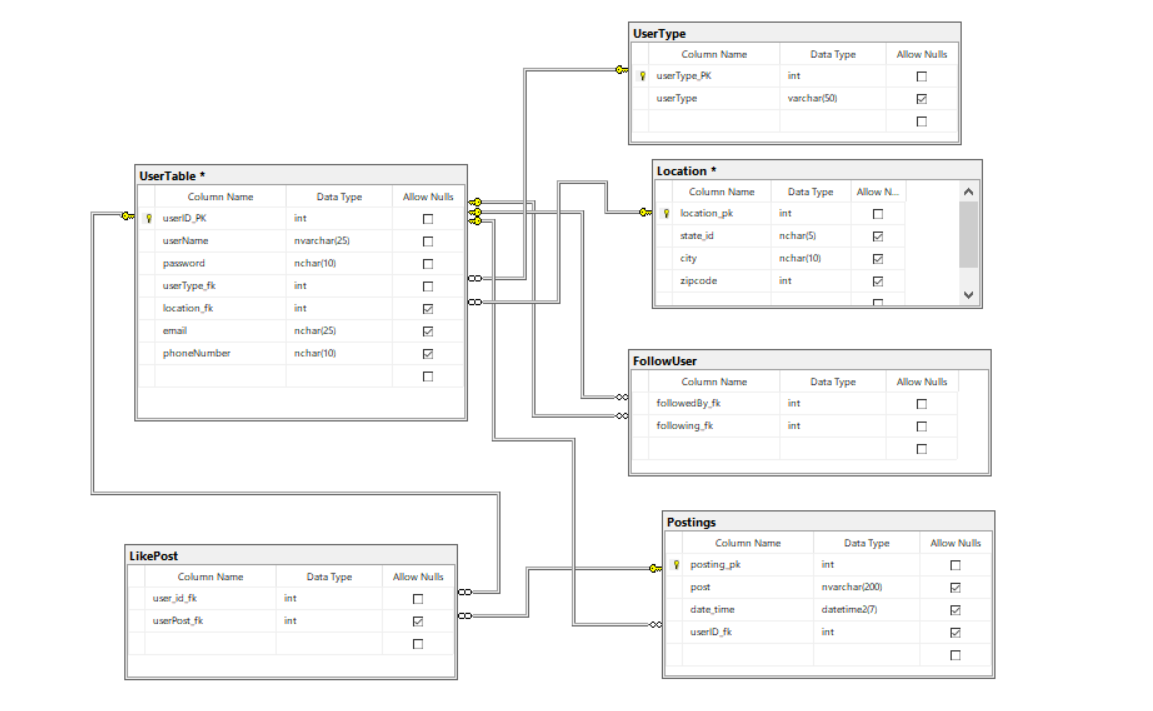 UserType
Column Name Data Type Allow Nulls
userType_PK int
userType varchar(50)
UserTable *
Column Name Data Type Allow Nulls
userID_PK int
userName nvarchar(25)
password nchar(10)
userType_fk int
location_fk int
email nchar(25)
phoneNumber nchar(10)
Location *
Column Name Data Type Allow N...
location_pk int
state_id nchar(5)
city nchar(10)
zipcode int
FollowUser
Column Name Data Type Allow Nulls
followedBy_fk int
following_fk int
LikePost
Column Name Data Type Allow Nulls
user_id_fk int
userPost_fk int
Postings
Column Name Data Type Allow Nulls
posting_pk int
post nvarchar(200)
date_time datetime2(7)
userID_fk int